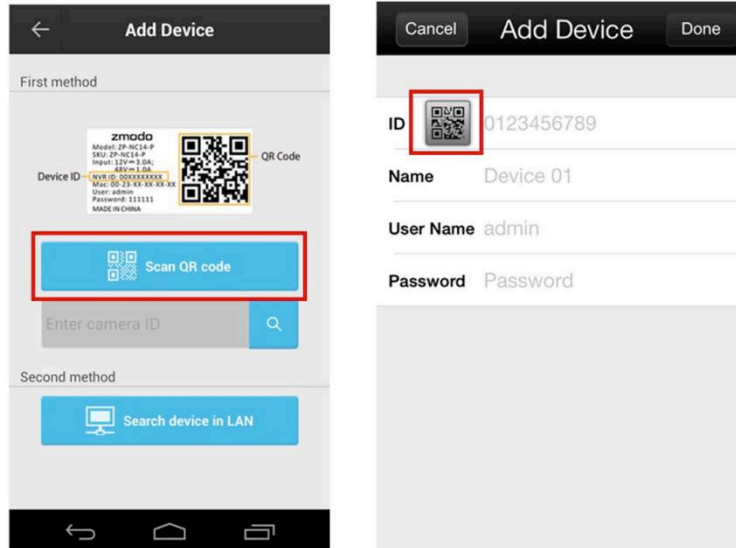 Add Device
First method
zmodo
Model: ZP-NC14-P
SKU: ZP-NC14-P
Input: 12V⎓3.0A;
48V⎓1.0A
Device ID
NVR ID: 00XXXXXXXX
Mac: 00-23-XX-XX-XX-XX
User: admin
Password: 111111
MADE IN CHINA
QR Code
Scan QR code
Enter camera ID
Second method
Search device in LAN
Cancel
Add Device
Done
ID
0123456789
Name
Device 01
User Name
admin
Password
Password